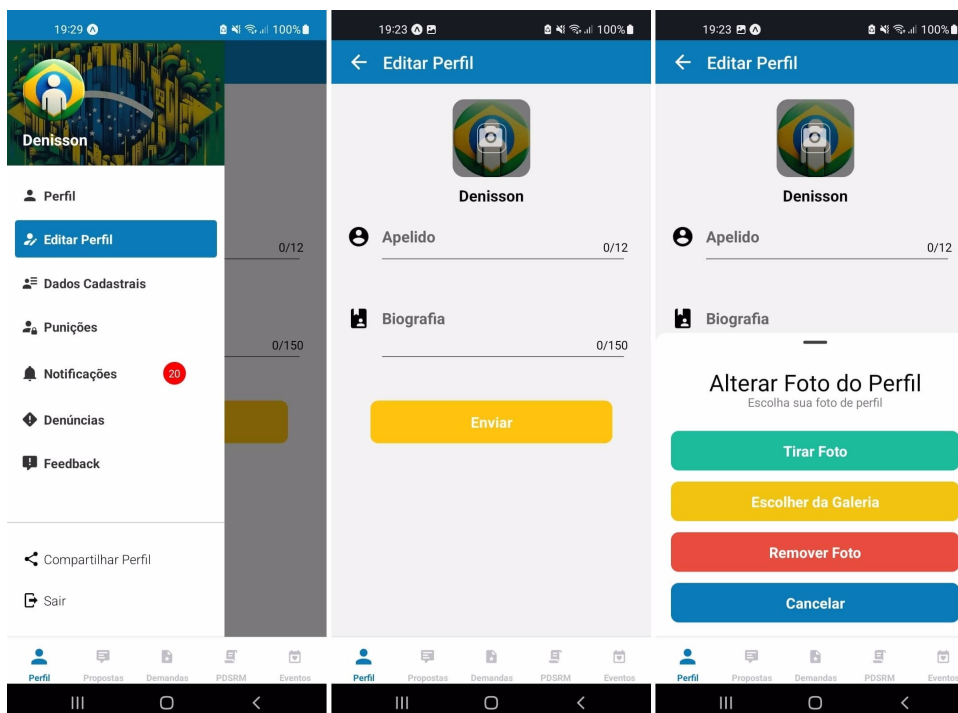 19:29
100%
Denisson
Perfil
Editar Perfil
0/12
Dados Cadastrais
Punições
0/150
Notificações
20
Denúncias
Feedback
Compartilhar Perfil
Sair
Perfil
Propostas
Demandas
PDSRM
Eventos
19:23
100%
Editar Perfil
Denisson
Apelido
0/12
Biografia
0/150
Enviar
Perfil
Propostas
Demandas
PDSRM
Eventos
19:23
100%
Editar Perfil
Denisson
Apelido
0/12
Biografia
Alterar Foto do Perfil
Escolha sua foto de perfil
Tirar Foto
Escolher da Galeria
Remover Foto
Cancelar
Perfil
Propostas
Demandas
PDSRM
Eventos